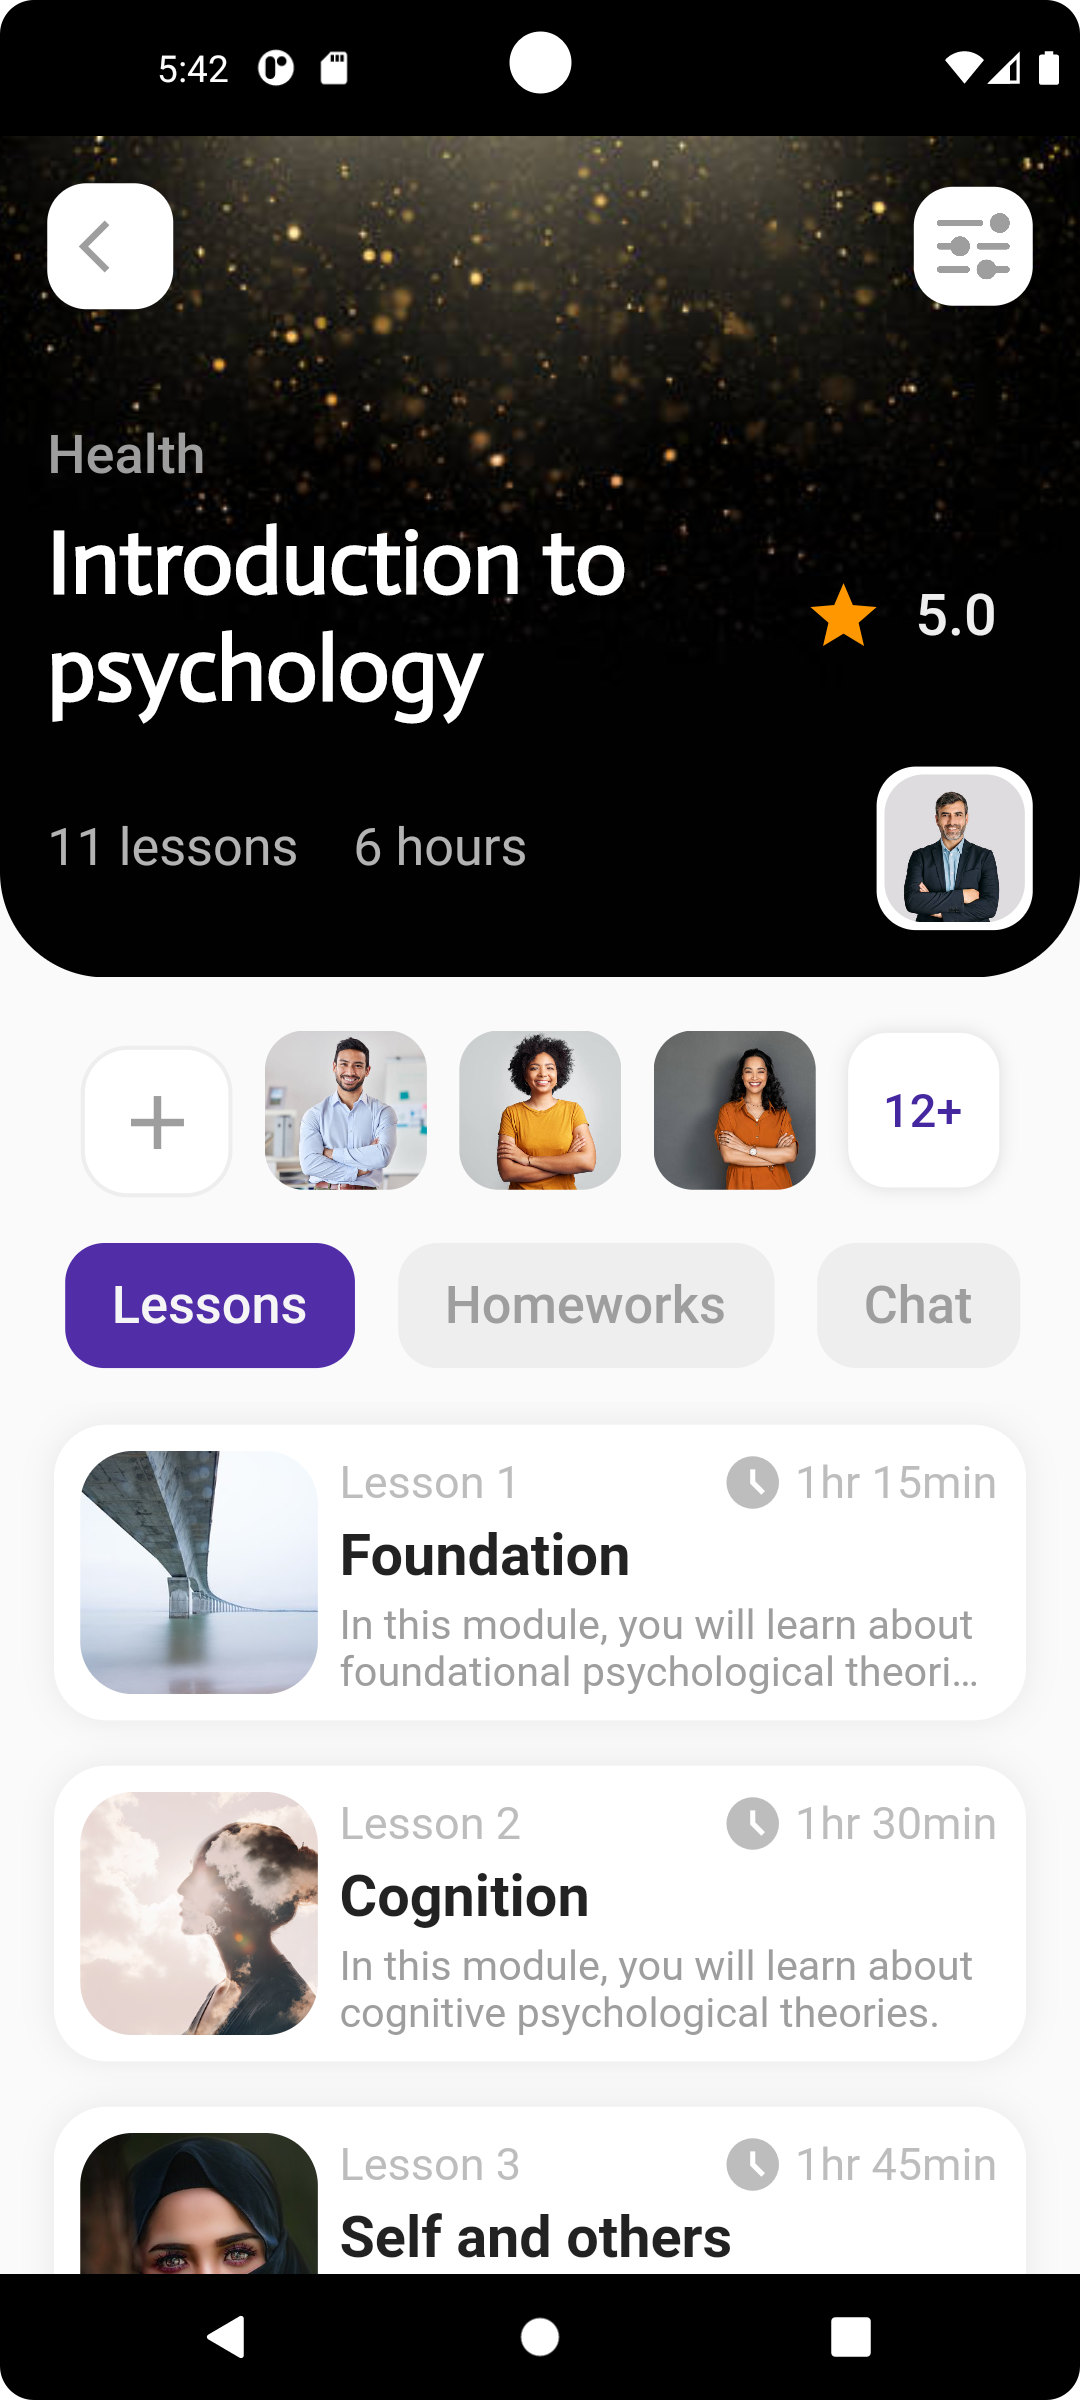 5:42
Health
Introduction to
psychology
5.0
11 lessons 6 hours
12+
Lessons Homeworks Chat
Lesson 1 1hr 15min
Foundation
In this module, you will learn about
foundational psychological theori...
Lesson 2 1hr 30min
Cognition
In this module, you will learn about
cognitive psychological theories.
Lesson 3 1hr 45min
Self and others